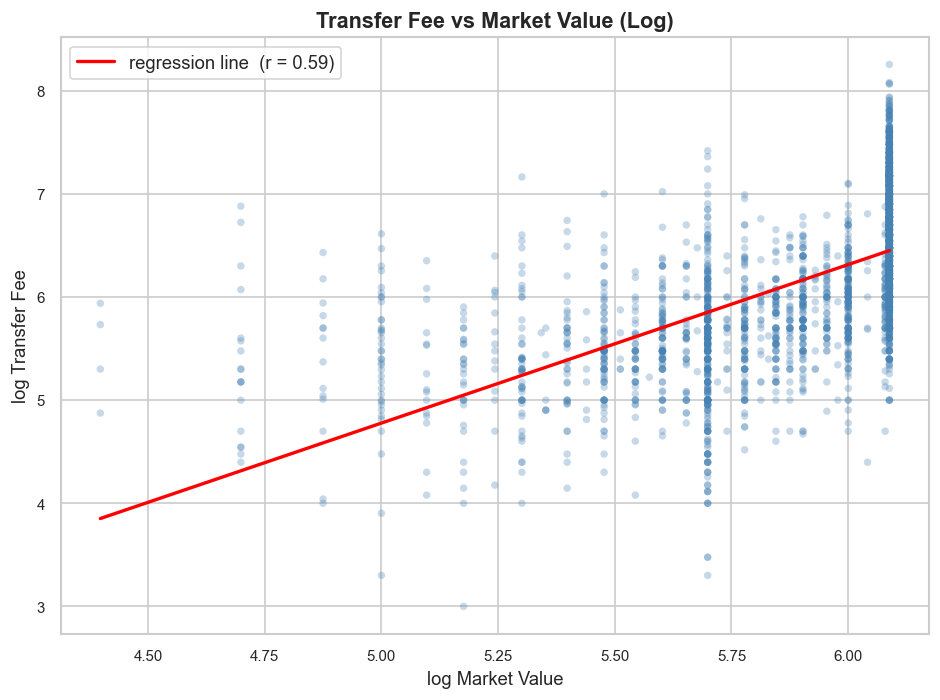 Transfer Fee vs Market Value (Log)
regression line (r = 0.59)
log Transfer Fee
8
7
6
5
4
3
4.50 4.75 5.00 5.25 5.50 5.75 6.00
log Market Value